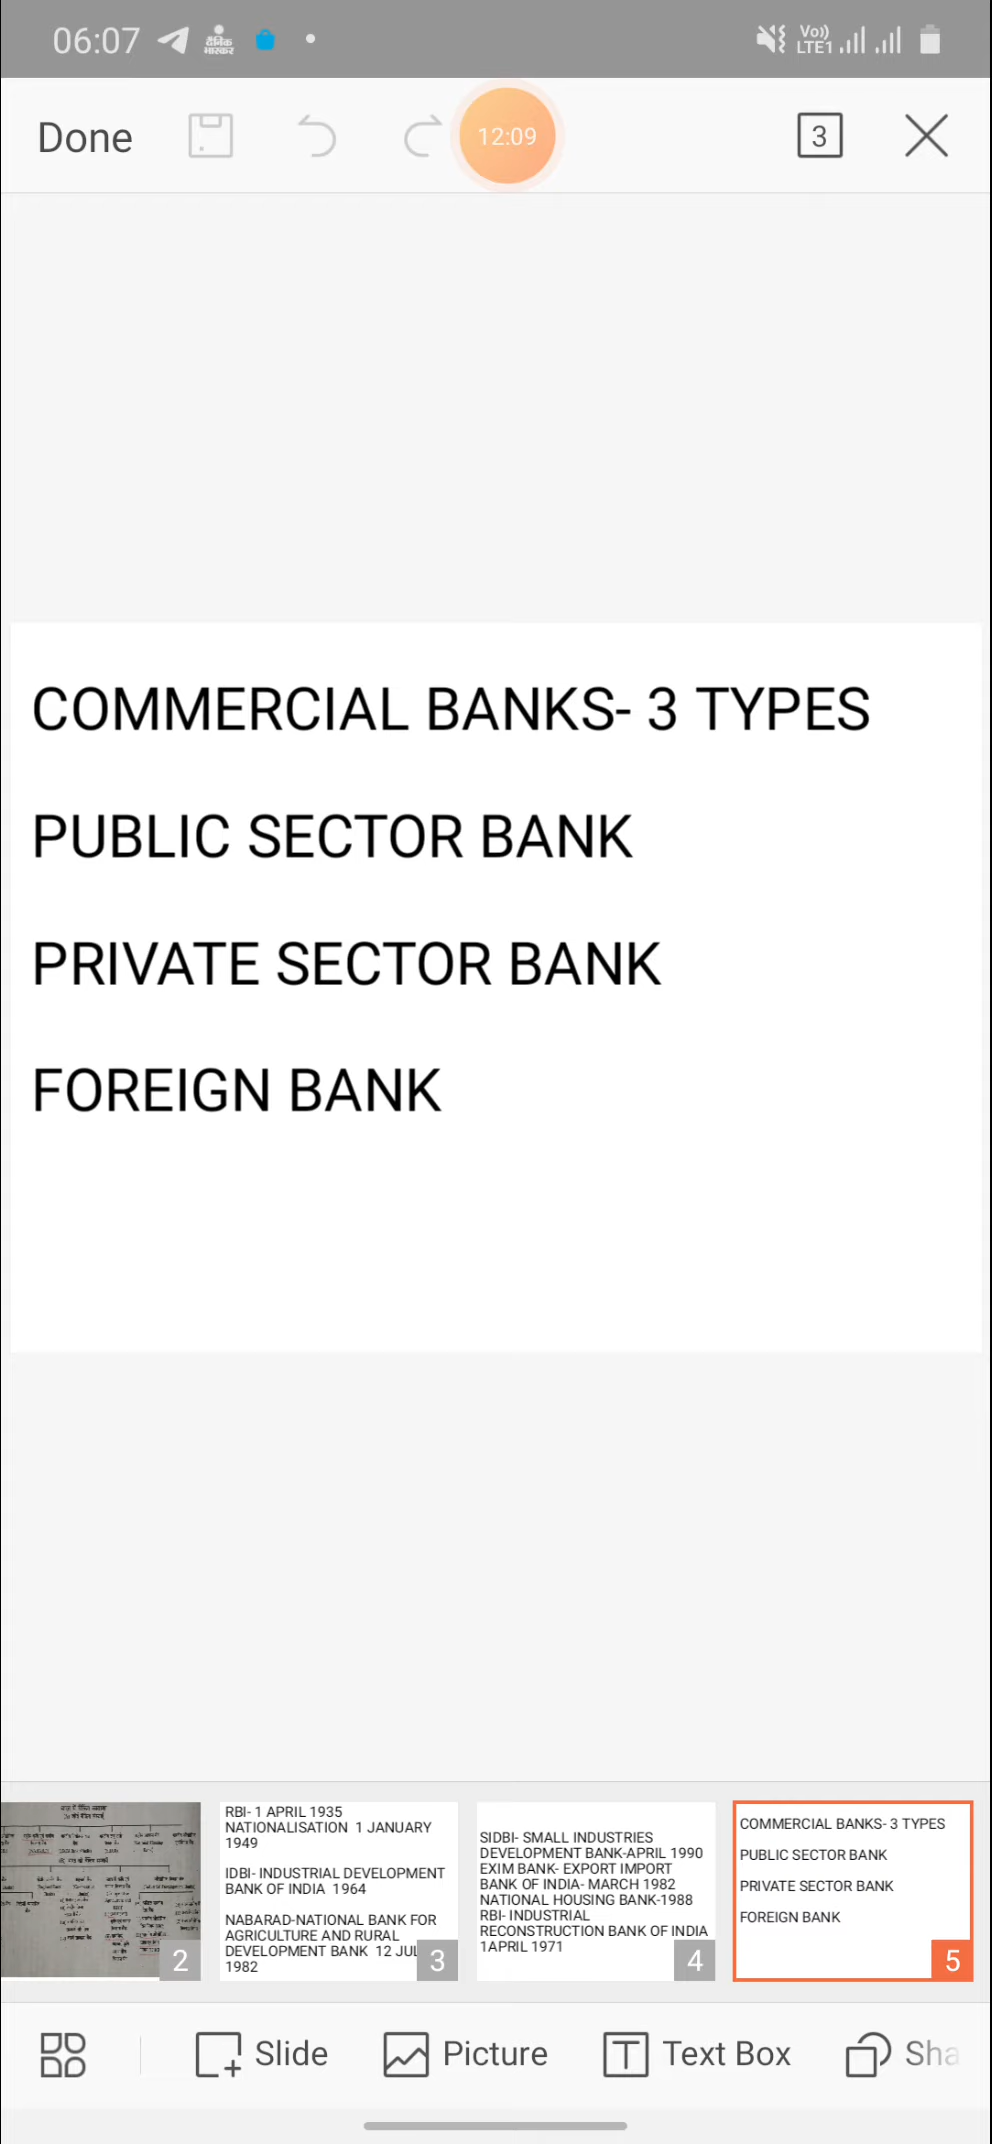 06:07
दैनिक
भास्कर
Vo))
LTE1
Done
12:09
3
COMMERCIAL BANKS- 3 TYPES
PUBLIC SECTOR BANK
PRIVATE SECTOR BANK
FOREIGN BANK
2
RBI- 1 APRIL 1935
NATIONALISATION 1 JANUARY
1949
IDBI- INDUSTRIAL DEVELOPMENT
BANK OF INDIA 1964
NABARAD-NATIONAL BANK FOR
AGRICULTURE AND RURAL
DEVELOPMENT BANK 12 JUL
1982
3
SIDBI- SMALL INDUSTRIES
DEVELOPMENT BANK-APRIL 1990
EXIM BANK- EXPORT IMPORT
BANK OF INDIA- MARCH 1982
NATIONAL HOUSING BANK-1988
RBI- INDUSTRIAL
RECONSTRUCTION BANK OF INDIA
1APRIL 1971
4
COMMERCIAL BANKS- 3 TYPES
PUBLIC SECTOR BANK
PRIVATE SECTOR BANK
FOREIGN BANK
5
Slide
Picture
Text Box
Sha